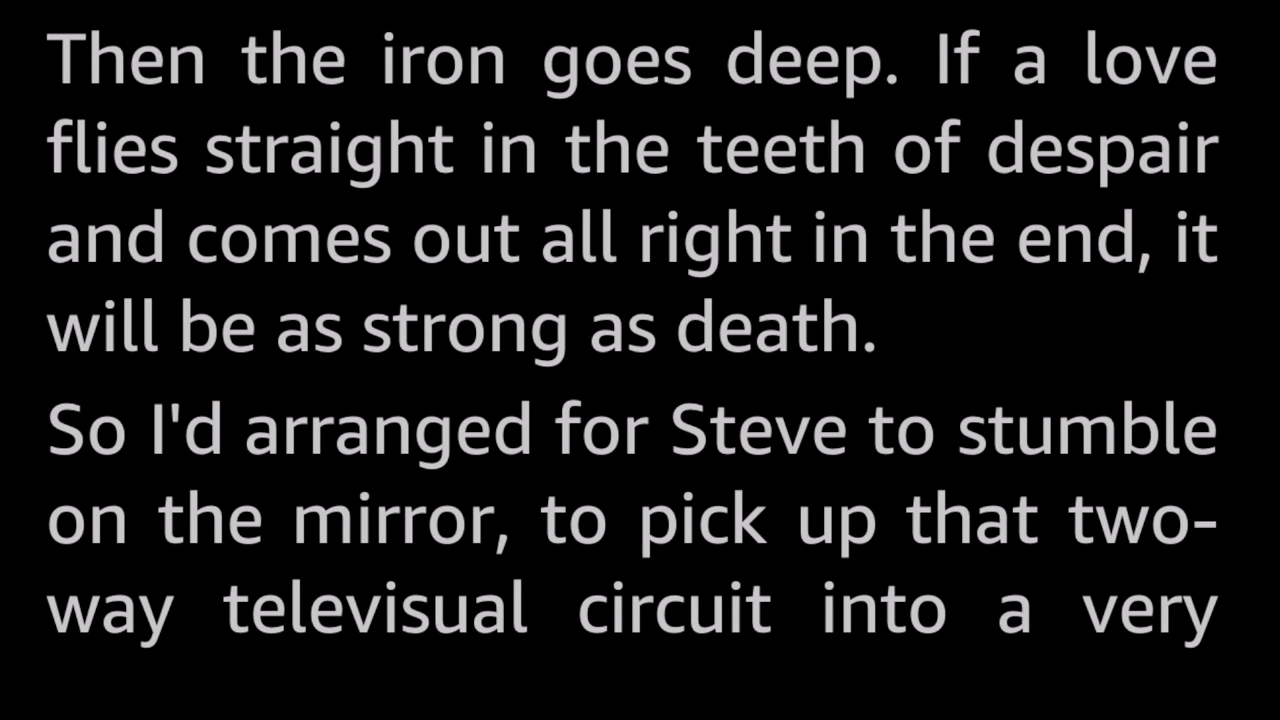 Then the iron goes deep. If a love
flies straight in the teeth of despair
and comes out all right in the end, it
will be as strong as death.
So I'd arranged for Steve to stumble
on the mirror, to pick up that two-
way televisual circuit into a very